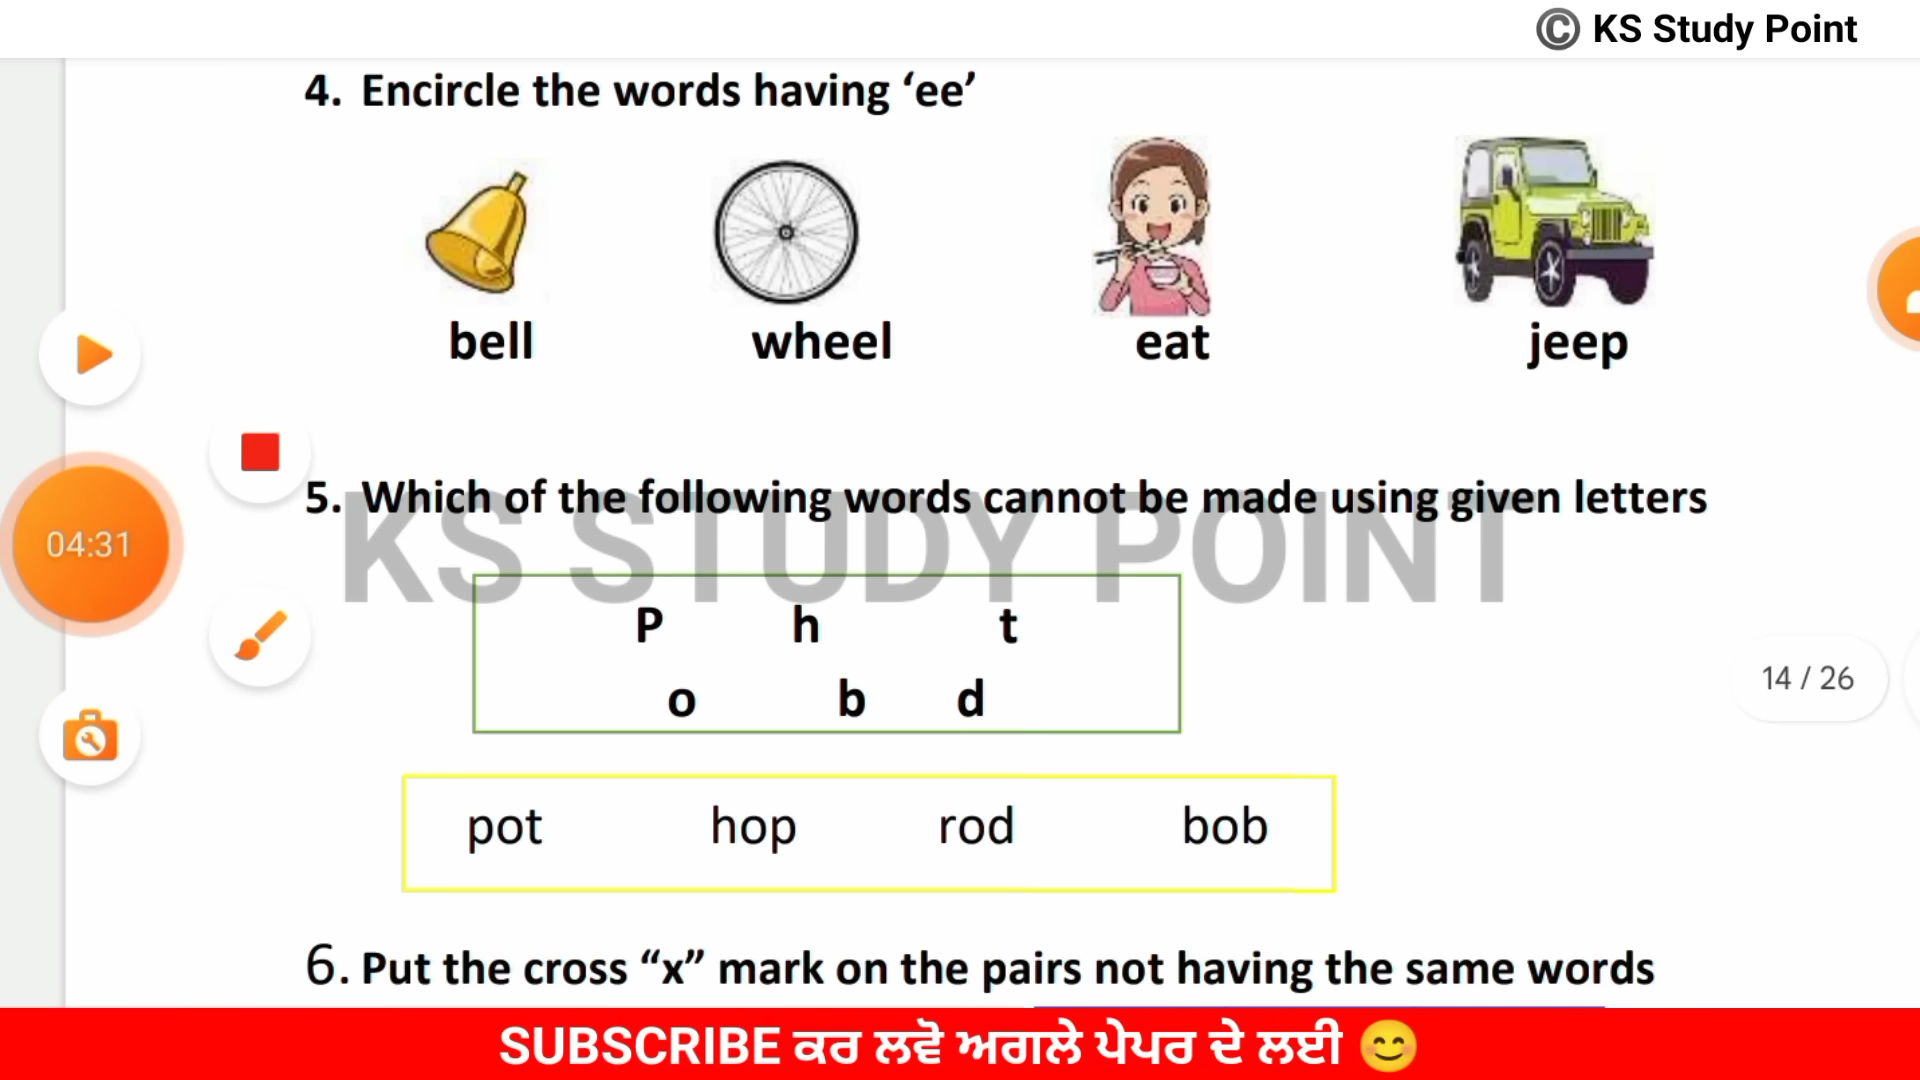 © KS Study Point
4. Encircle the words having ‘ee’
bell wheel eat jeep
5. Which of the following words cannot be made using given letters
KS STUDY POINT
04:31
P h t
o b d
14 / 26
pot hop rod bob
6. Put the cross “x” mark on the pairs not having the same words
SUBSCRIBE ਕਰ ਲਵੋ ਅਗਲੇ ਪੇਪਰ ਦੇ ਲਈ 😊